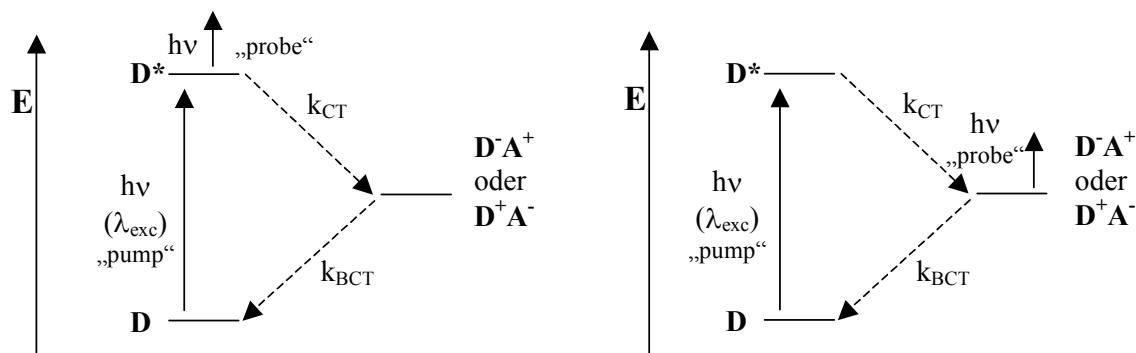 hν „probe“
D*
E
k_CT
D⁻A⁺
hν
oder
(λ_exc)
D⁺A⁻
„pump“
k_BCT
D
D*
E
k_CT
hν
D⁻A⁺
„probe“
hν
oder
(λ_exc)
D⁺A⁻
„pump“
k_BCT
D